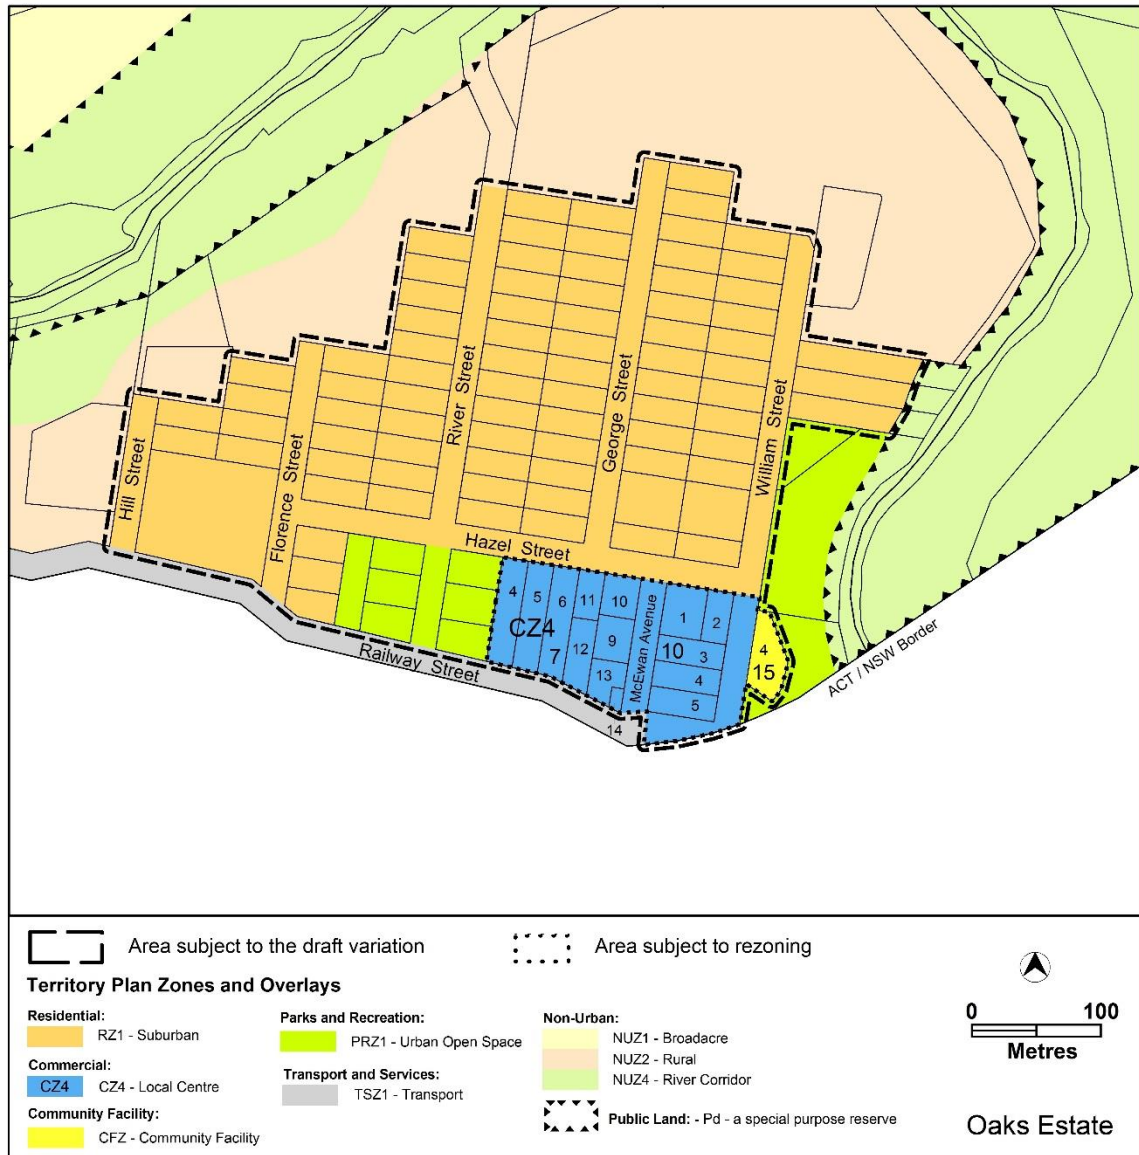 River Street
George Street
William Street
Hill Street
Florence Street
Hazel Street
4
5
6
11
10
McEwan Avenue
1
2
CZ4
7
12
9
10
3
4
15
13
4
5
14
Railway Street
ACT / NSW Border
Area subject to the draft variation
Area subject to rezoning
Territory Plan Zones and Overlays
Residential:
RZ1 - Suburban
Commercial:
CZ4
CZ4 - Local Centre
Community Facility:
CFZ - Community Facility
Parks and Recreation:
PRZ1 - Urban Open Space
Transport and Services:
TSZ1 - Transport
Non-Urban:
NUZ1 - Broadacre
NUZ2 - Rural
NUZ4 - River Corridor
Public Land: - Pd - a special purpose reserve
0
100
Metres
Oaks Estate